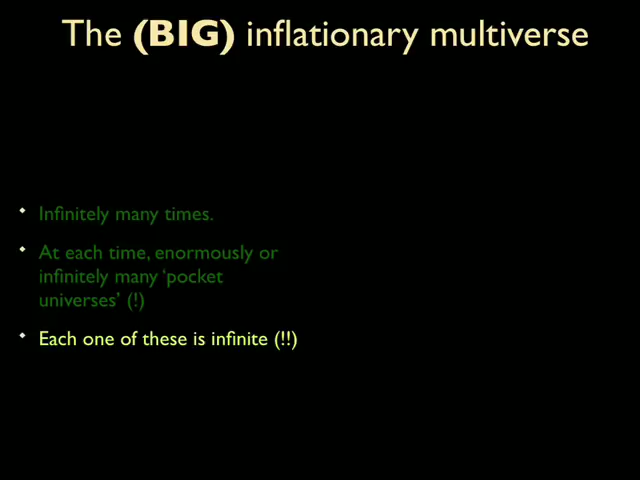 The (BIG) inflationary multiverse
Infinitely many times.
At each time, enormously or
infinitely many ‘pocket
universes’ (!)
Each one of these is infinite (!!)